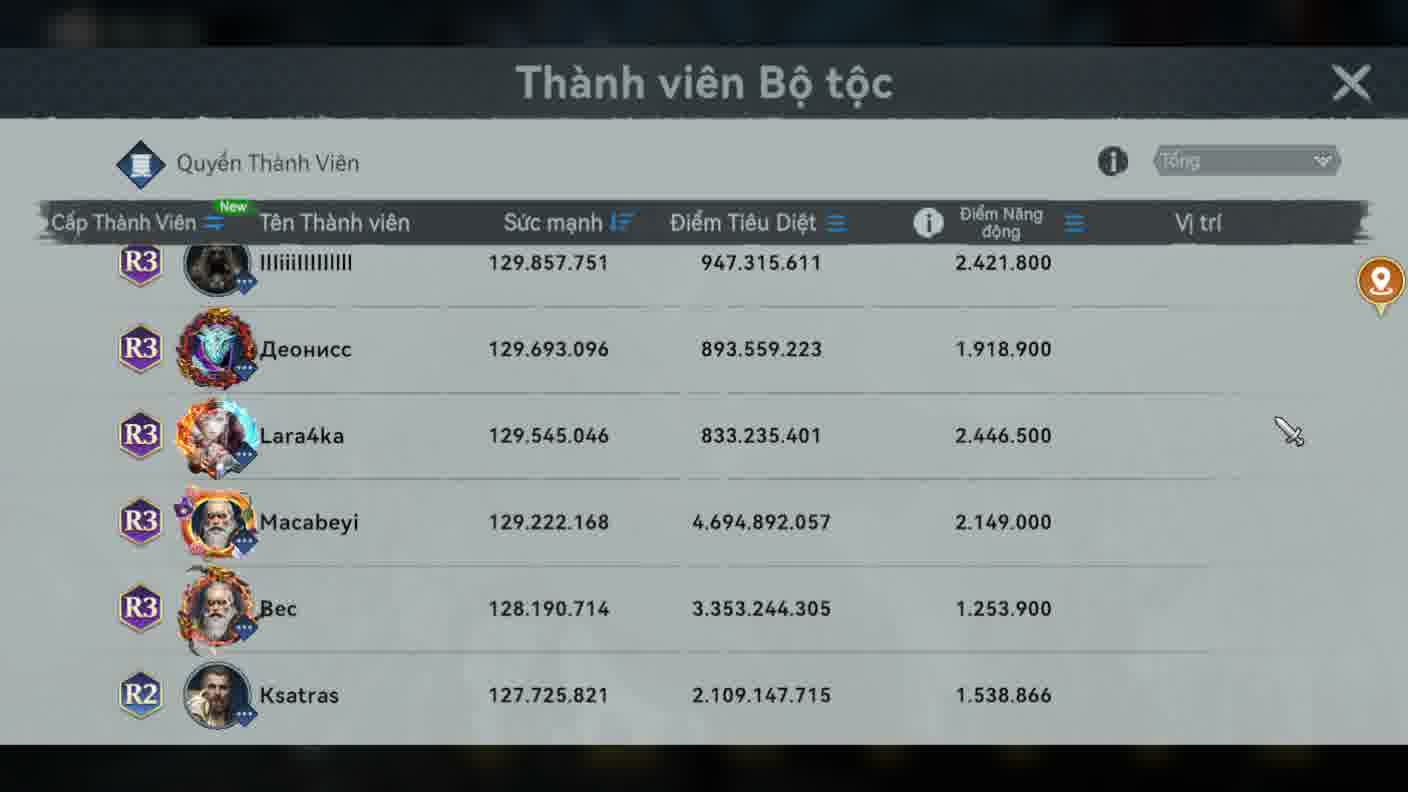 Thành viên Bộ tộc
Quyển Thành Viên
Tổng
New
Cấp Thành Viên Tên Thành viên Sức mạnh Điểm Tiêu Diệt Điểm Năng động Vị trí
R3 129.857.751 947.315.611 2.421.800
R3 Деонисс 129.693.096 893.559.223 1.918.900
R3 Lara4ka 129.545.046 833.235.401 2.446.500
R3 Macabeyi 129.222.168 4.694.892.057 2.149.000
R3 Вес 128.190.714 3.353.244.305 1.253.900
R2 Ksatras 127.725.821 2.109.147.715 1.538.866